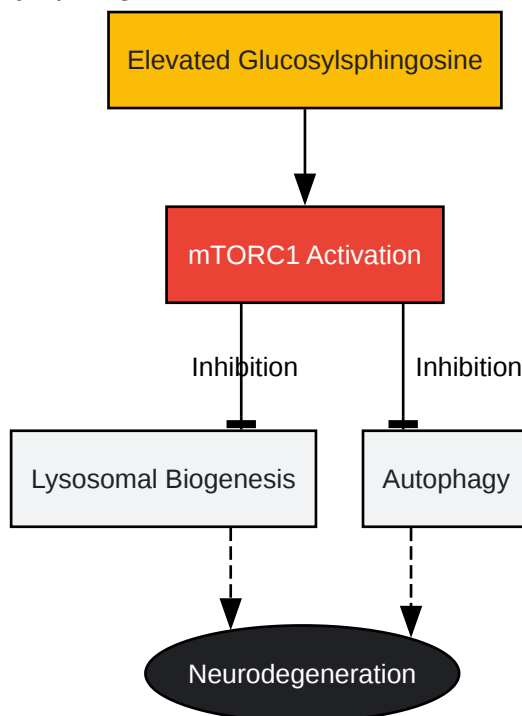 Elevated Glucosylsphingosine
mTORC1 Activation
Inhibition
Inhibition
Lysosomal Biogenesis
Autophagy
Neurodegeneration